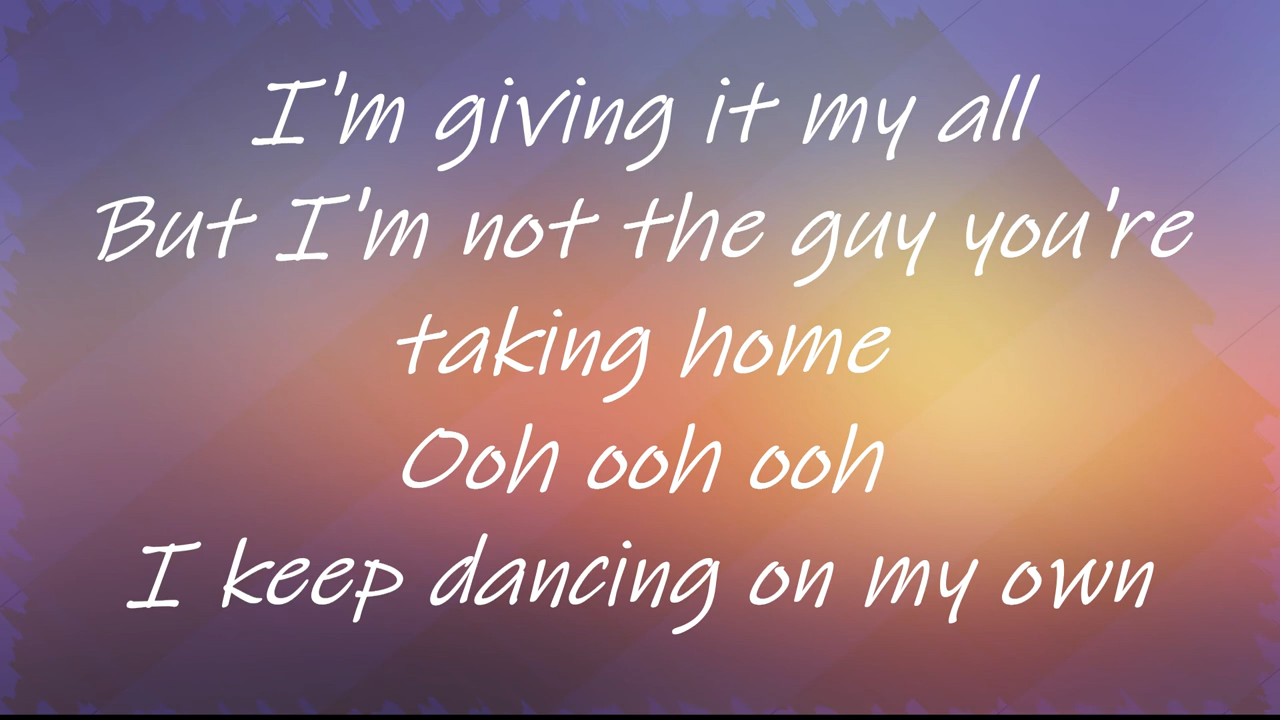 I'm giving it my all
But I'm not the guy you're
taking home
Ooh ooh ooh
I keep dancing on my own